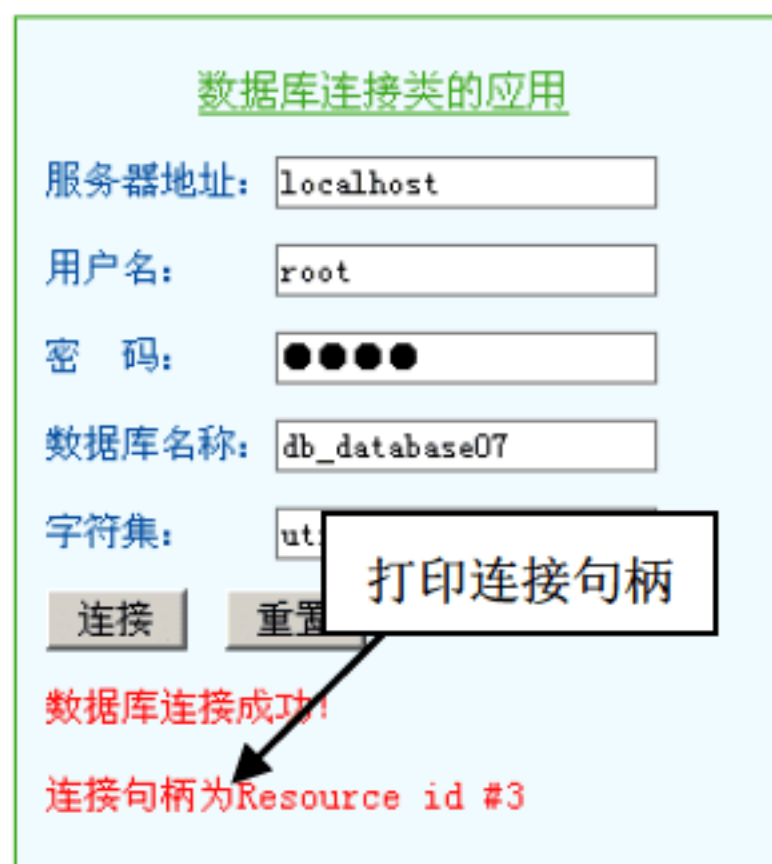 数据库连接类的应用
服务器地址: localhost
用户名: root
密 码: ●●●●
数据库名称: db_database07
字符集:
打印连接句柄
连接 重置
数据库连接成功!
连接句柄为Resource id #3